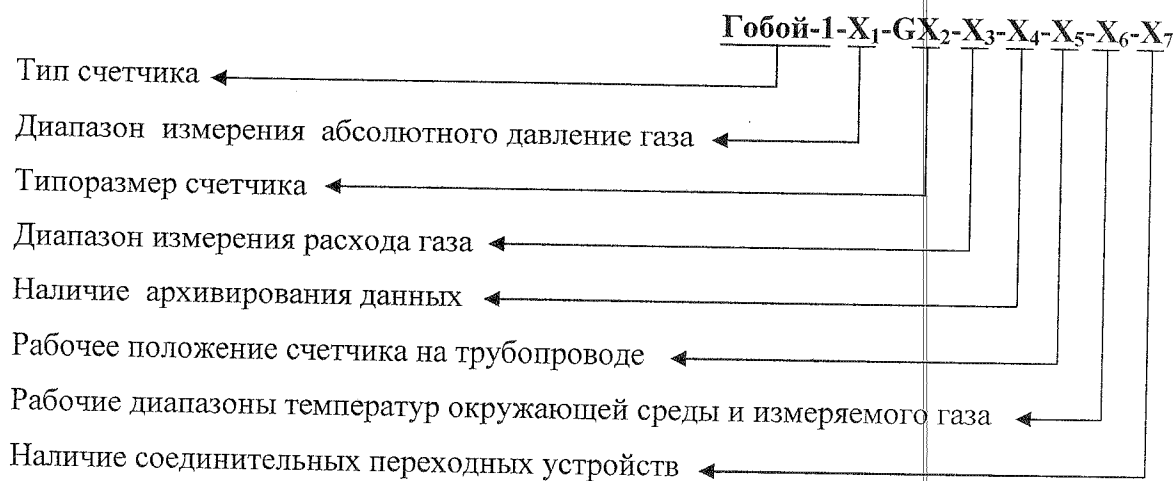 Гобой-1-X₁-GX₂-X₃-X₄-X₅-X₆-X₇
Тип счетчика
Диапазон измерения абсолютного давление газа
Типоразмер счетчика
Диапазон измерения расхода газа
Наличие архивирования данных
Рабочее положение счетчика на трубопроводе
Рабочие диапазоны температур окружающей среды и измеряемого газа
Наличие соединительных переходных устройств